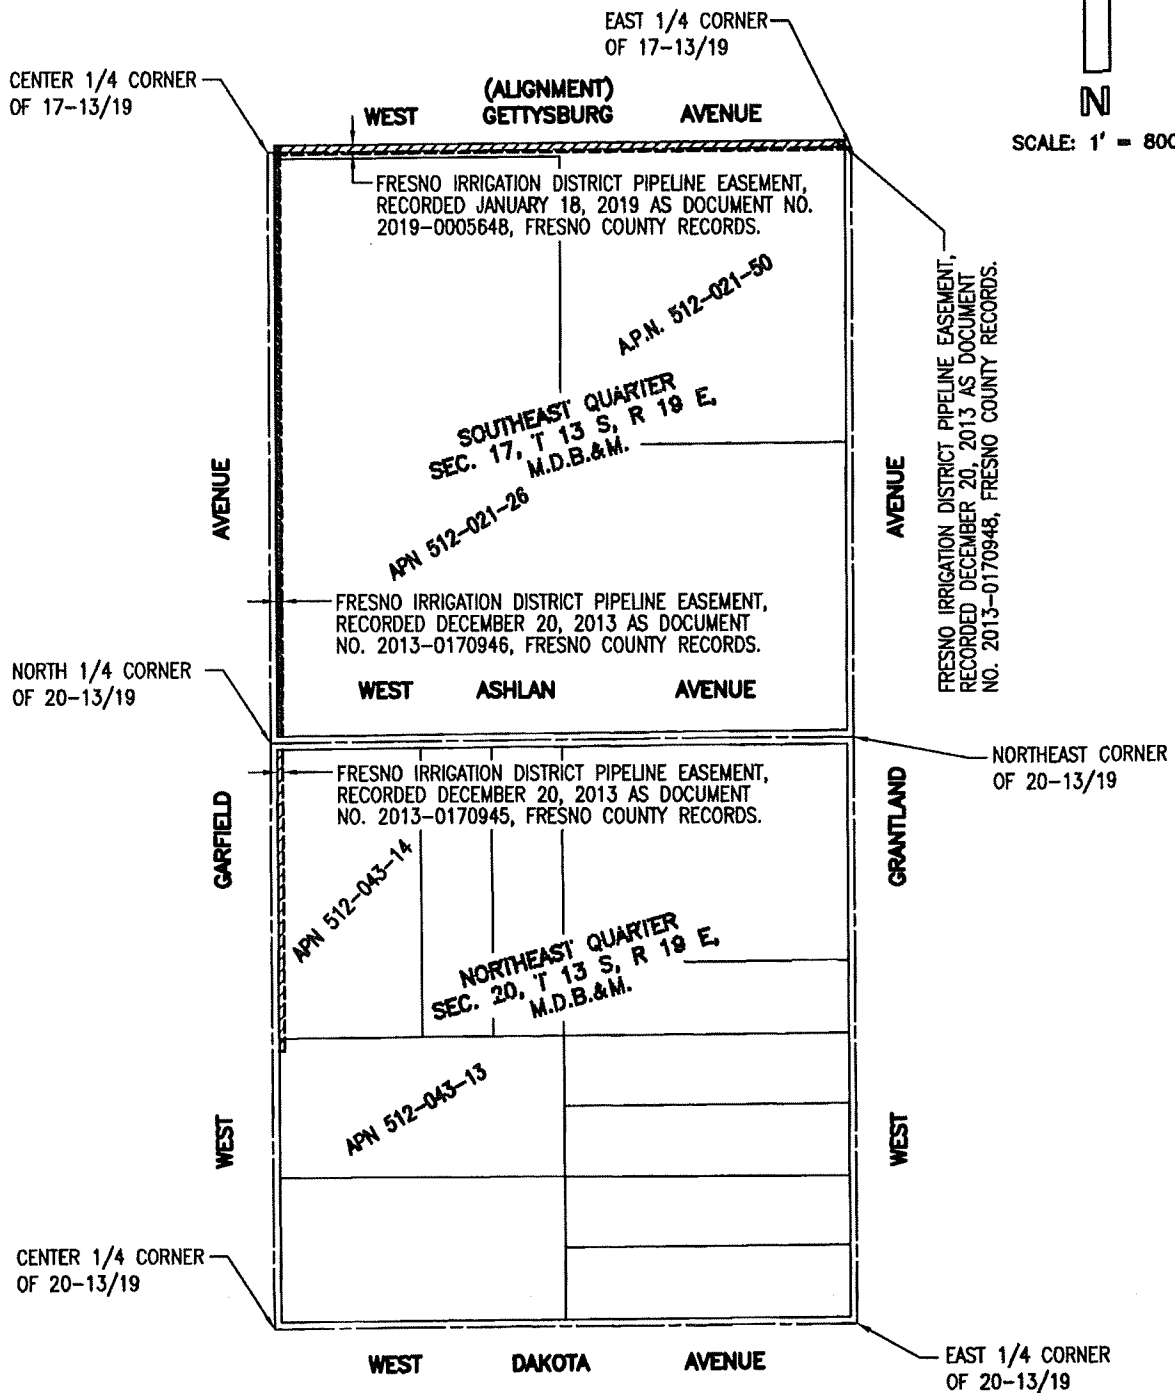 EAST 1/4 CORNER
OF 17-13/19
CENTER 1/4 CORNER
OF 17-13/19
N
SCALE: 1' = 800
(ALIGNMENT)
WEST GETTYSBURG AVENUE
FRESNO IRRIGATION DISTRICT PIPELINE EASEMENT,
RECORDED JANUARY 18, 2019 AS DOCUMENT NO.
2019-0005648, FRESNO COUNTY RECORDS.
A.P.N. 512-021-50
SOUTHEAST QUARTER
SEC. 17, T 13 S, R 19 E,
M.D.B.&M.
APN 512-021-26
AVENUE
AVENUE
FRESNO IRRIGATION DISTRICT PIPELINE EASEMENT,
RECORDED DECEMBER 20, 2013 AS DOCUMENT
NO. 2013-0170948, FRESNO COUNTY RECORDS.
FRESNO IRRIGATION DISTRICT PIPELINE EASEMENT,
RECORDED DECEMBER 20, 2013 AS DOCUMENT
NO. 2013-0170946, FRESNO COUNTY RECORDS.
NORTH 1/4 CORNER
OF 20-13/19
WEST ASHLAN AVENUE
NORTHEAST CORNER
OF 20-13/19
FRESNO IRRIGATION DISTRICT PIPELINE EASEMENT,
RECORDED DECEMBER 20, 2013 AS DOCUMENT
NO. 2013-0170945, FRESNO COUNTY RECORDS.
GARFIELD
GRANTLAND
APN 512-043-14
NORTHEAST QUARTER
SEC. 20, T 13 S, R 19 E,
M.D.B.&M.
APN 512-043-13
WEST
WEST
CENTER 1/4 CORNER
OF 20-13/19
WEST DAKOTA AVENUE
EAST 1/4 CORNER
OF 20-13/19